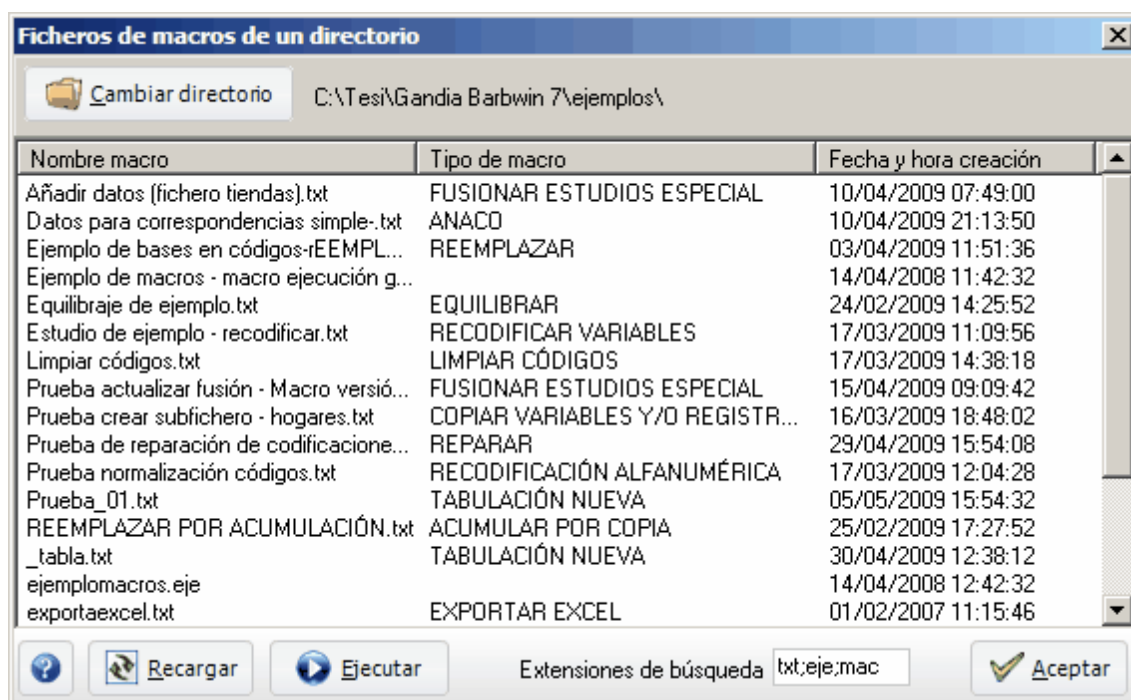 Ficheros de macros de un directorio
Cambiar directorio C:\Tesi\Gandia Barbwin 7\ejemplos\
Nombre macro Tipo de macro Fecha y hora creación
Añadir datos (fichero tiendas).txt FUSIONAR ESTUDIOS ESPECIAL 10/04/2009 07:49:00
Datos para correspondencias simple-.txt ANACO 10/04/2009 21:13:50
Ejemplo de bases en códigos-rEEMPL... REEMPLAZAR 03/04/2009 11:51:36
Ejemplo de macros - macro ejecución g... 14/04/2008 11:42:32
Equilibraje de ejemplo.txt EQUILIBRAR 24/02/2009 14:25:52
Estudio de ejemplo - recodificar.txt RECODIFICAR VARIABLES 17/03/2009 11:09:56
Limpiar códigos.txt LIMPIAR CÓDIGOS 17/03/2009 14:38:18
Prueba actualizar fusión - Macro versió... FUSIONAR ESTUDIOS ESPECIAL 15/04/2009 09:09:42
Prueba crear subfichero - hogares.txt COPIAR VARIABLES Y/O REGISTR... 16/03/2009 18:48:02
Prueba de reparación de codificacione... REPARAR 29/04/2009 15:54:08
Prueba normalización códigos.txt RECODIFICACIÓN ALFANUMÉRICA 17/03/2009 12:04:28
Prueba_01.txt TABULACIÓN NUEVA 05/05/2009 15:54:32
REEMPLAZAR POR ACUMULACIÓN.txt ACUMULAR POR COPIA 25/02/2009 17:27:52
_tabla.txt TABULACIÓN NUEVA 30/04/2009 12:38:12
ejemplomacros.eje 14/04/2008 12:42:32
exportaexcel.txt EXPORTAR EXCEL 01/02/2007 11:15:46
? Recargar Ejecutar Extensiones de búsqueda txt;eje;mac Aceptar